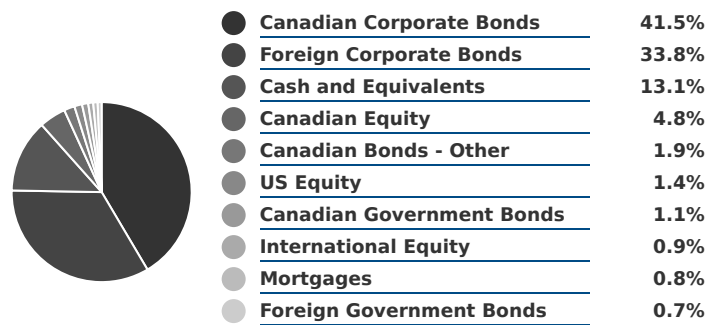 Canadian Corporate Bonds 41.5%
Foreign Corporate Bonds 33.8%
Cash and Equivalents 13.1%
Canadian Equity 4.8%
Canadian Bonds - Other 1.9%
US Equity 1.4%
Canadian Government Bonds 1.1%
International Equity 0.9%
Mortgages 0.8%
Foreign Government Bonds 0.7%